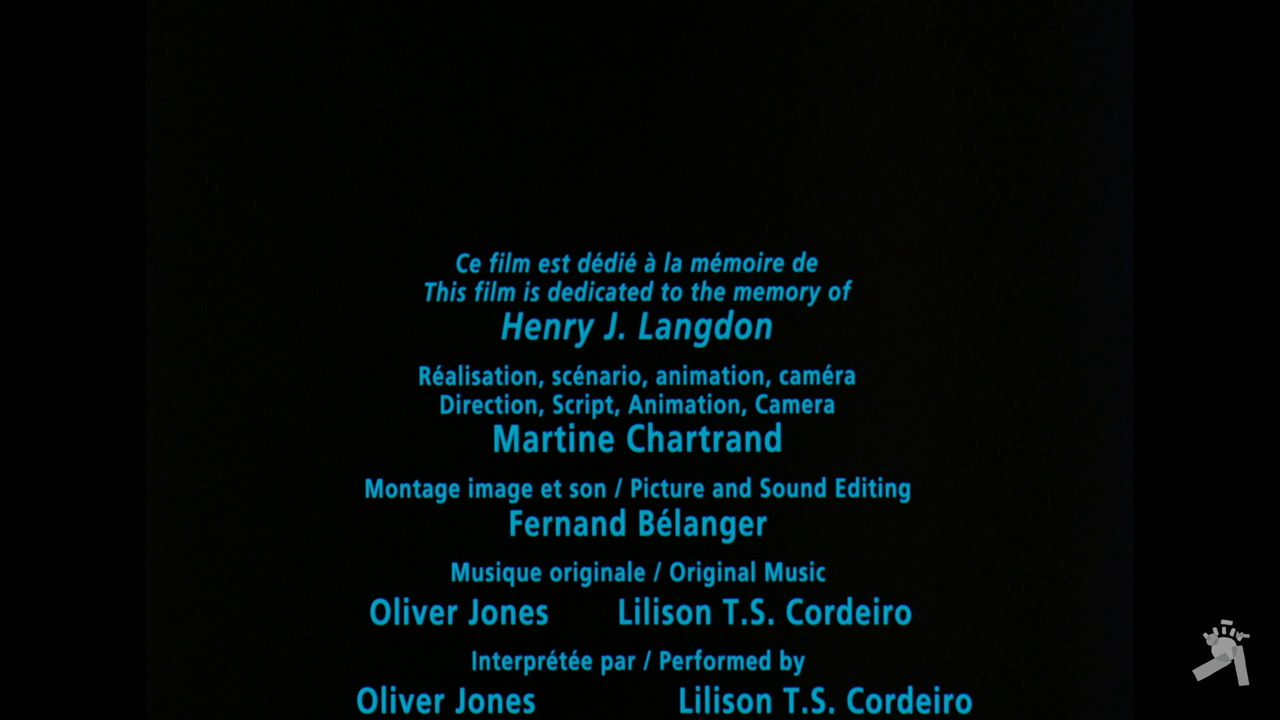 Ce film est dédié à la mémoire de
This film is dedicated to the memory of
Henry J. Langdon
Réalisation, scénario, animation, caméra
Direction, Script, Animation, Camera
Martine Chartrand
Montage image et son / Picture and Sound Editing
Fernand Bélanger
Musique originale / Original Music
Oliver Jones Lilison T.S. Cordeiro
Interprétée par / Performed by
Oliver Jones Lilison T.S. Cordeiro